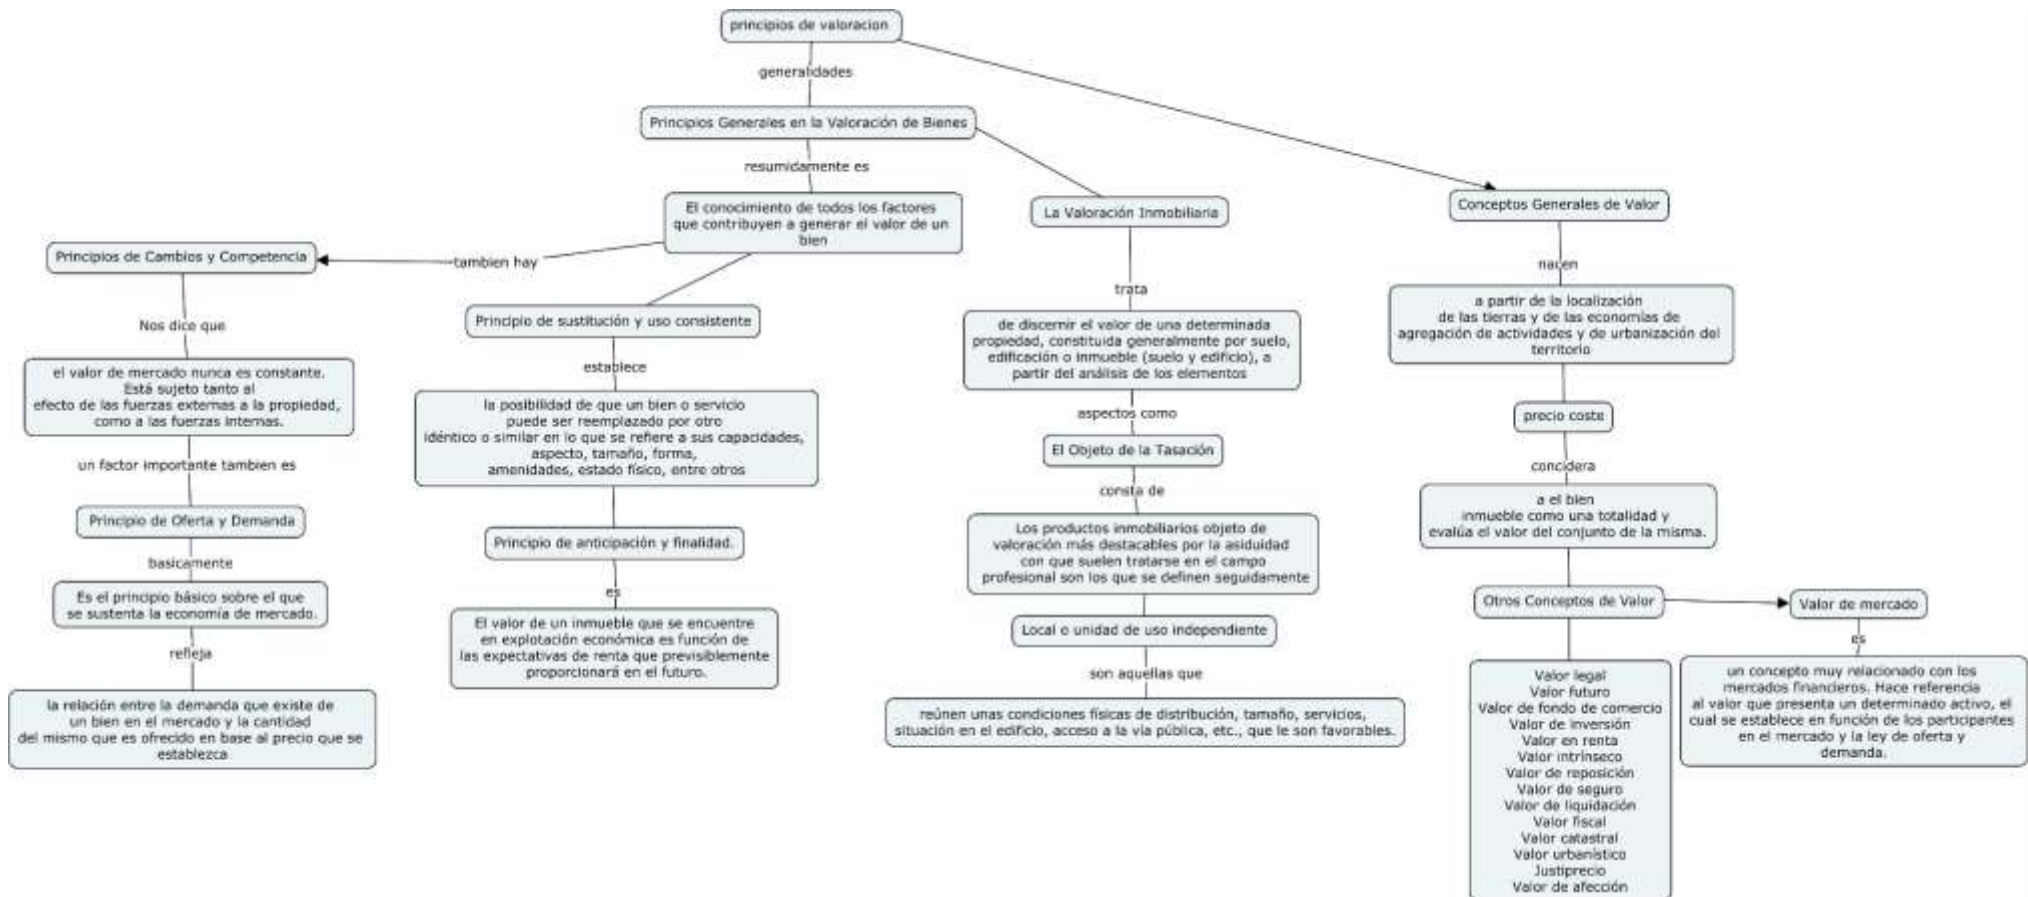 principios de valoracion
generalidades
Principios Generales en la Valoración de Bienes
resumidamente es
El conocimiento de todos los factores
que contribuyen a generar el valor de un
bien
tambien hay
Principios de Cambios y Competencia
Nos dice que
el valor de mercado nunca es constante.
Está sujeto tanto al
efecto de las fuerzas externas a la propiedad,
como a las fuerzas internas.
un factor importante tambien es
Principio de Oferta y Demanda
basicamente
Es el principio básico sobre el que
se sustenta la economía de mercado.
refleja
la relación entre la demanda que existe de
un bien en el mercado y la cantidad
del mismo que es ofrecido en base al precio que se
establezca
Principio de sustitución y uso consistente
establece
la posibilidad de que un bien o servicio
puede ser reemplazado por otro
idéntico o similar en lo que se refiere a sus capacidades,
aspecto, tamaño, forma,
amenidades, estado físico, entre otros
Principio de anticipación y finalidad.
es
El valor de un inmueble que se encuentre
en explotación económica es función de
las expectativas de renta que previsiblemente
proporcionará en el futuro.
La Valoración Inmobiliaria
trata
de discernir el valor de una determinada
propiedad, constituida generalmente por suelo,
edificación o inmueble (suelo y edificio), a
partir del análisis de los elementos
aspectos como
El Objeto de la Tasación
consta de
Los productos inmobiliarios objeto de
valoración más destacables por la asiduidad
con que suelen tratarse en el campo
profesional son los que se definen seguidamente
Local o unidad de uso independiente
son aquellas que
reúnen unas condiciones físicas de distribución, tamaño, servicios,
situación en el edificio, acceso a la vía pública, etc., que le son favorables.
Conceptos Generales de Valor
nacen
a partir de la localización
de las tierras y de las economías de
agregación de actividades y de urbanización del
territorio
precio coste
concidera
a el bien
inmueble como una totalidad y
evalúa el valor del conjunto de la misma.
Otros Conceptos de Valor
Valor legal
Valor futuro
Valor de fondo de comercio
Valor de inversión
Valor en renta
Valor intrínseco
Valor de reposición
Valor de seguro
Valor de liquidación
Valor fiscal
Valor catastral
Valor urbanístico
Justiprecio
Valor de afección
Valor de mercado
es
un concepto muy relacionado con los
mercados financieros. Hace referencia
al valor que presenta un determinado activo, el
cual se establece en función de los participantes
en el mercado y la ley de oferta y
demanda.